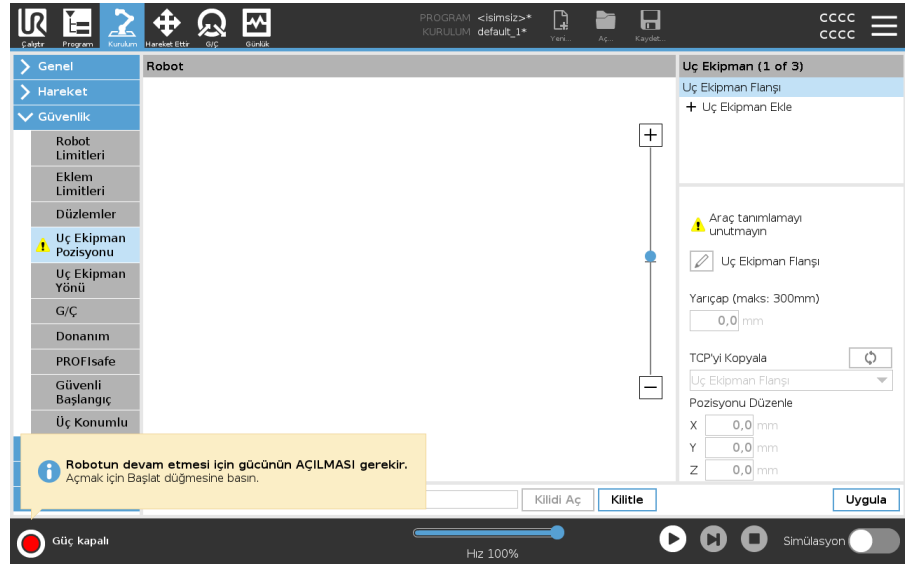 PROGRAM <isimsiz>*
KURULUM default_1*
Çalıştır
Program
Kurulum
Hareket Ettir
G/Ç
Günlük
Yeni...
Aç...
Kaydet...
cccc
cccc
Genel
Hareket
Güvenlik
Robot
Limitleri
Eklem
Limitleri
Düzlemler
Uç Ekipman
Pozisyonu
Uç Ekipman
Yönü
G/Ç
Donanım
PROFIsafe
Güvenli
Başlangıç
Üç Konumlu
Robot
Uç Ekipman (1 of 3)
Uç Ekipman Flanşı
+ Uç Ekipman Ekle
Araç tanımlamayı
unutmayın
Uç Ekipman Flanşı
Yarıçap (maks: 300mm)
0,0 mm
TCP'yi Kopyala
Uç Ekipman Flanşı
Pozisyonu Düzenle
X 0,0 mm
Y 0,0 mm
Z 0,0 mm
Robotun devam etmesi için gücünün AÇILMASI gerekir.
Açmak için Başlat düğmesine basın.
Kilidi Aç
Kilitle
Uygula
Güç kapalı
Hız 100%
Simülasyon